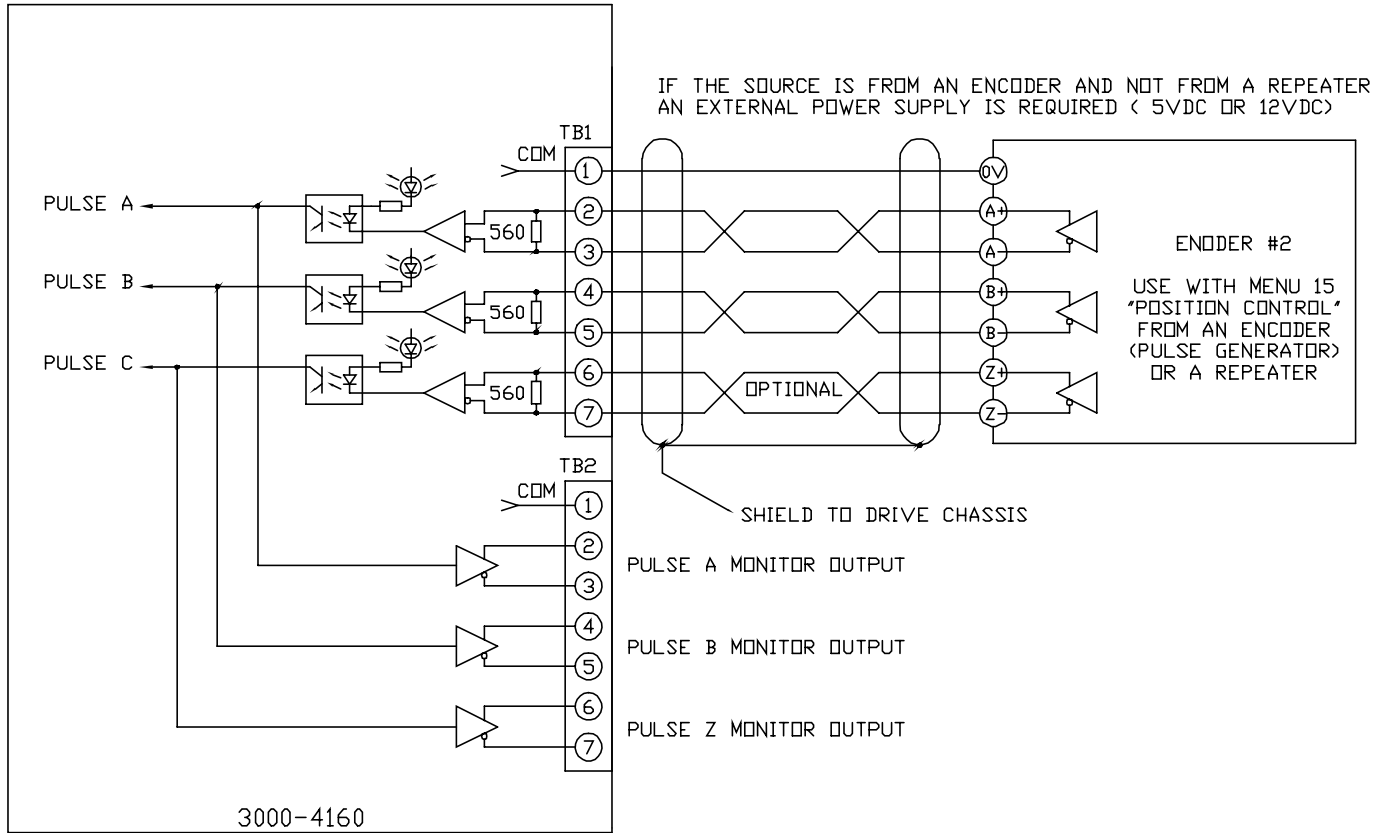 IF THE SOURCE IS FROM AN ENCODER AND NOT FROM A REPEATER
AN EXTERNAL POWER SUPPLY IS REQUIRED ( 5VDC OR 12VDC)
TB1
COM
1
2
3
4
5
6
7
PULSE A
PULSE B
PULSE C
560
560
560
OPTIONAL
0V
A+
A-
B+
B-
Z+
Z-
ENODER #2
USE WITH MENU 15
"POSITION CONTROL"
FROM AN ENCODER
(PULSE GENERATOR)
OR A REPEATER
SHIELD TO DRIVE CHASSIS
TB2
COM
1
2
3
4
5
6
7
PULSE A MONITOR OUTPUT
PULSE B MONITOR OUTPUT
PULSE Z MONITOR OUTPUT
3000-4160